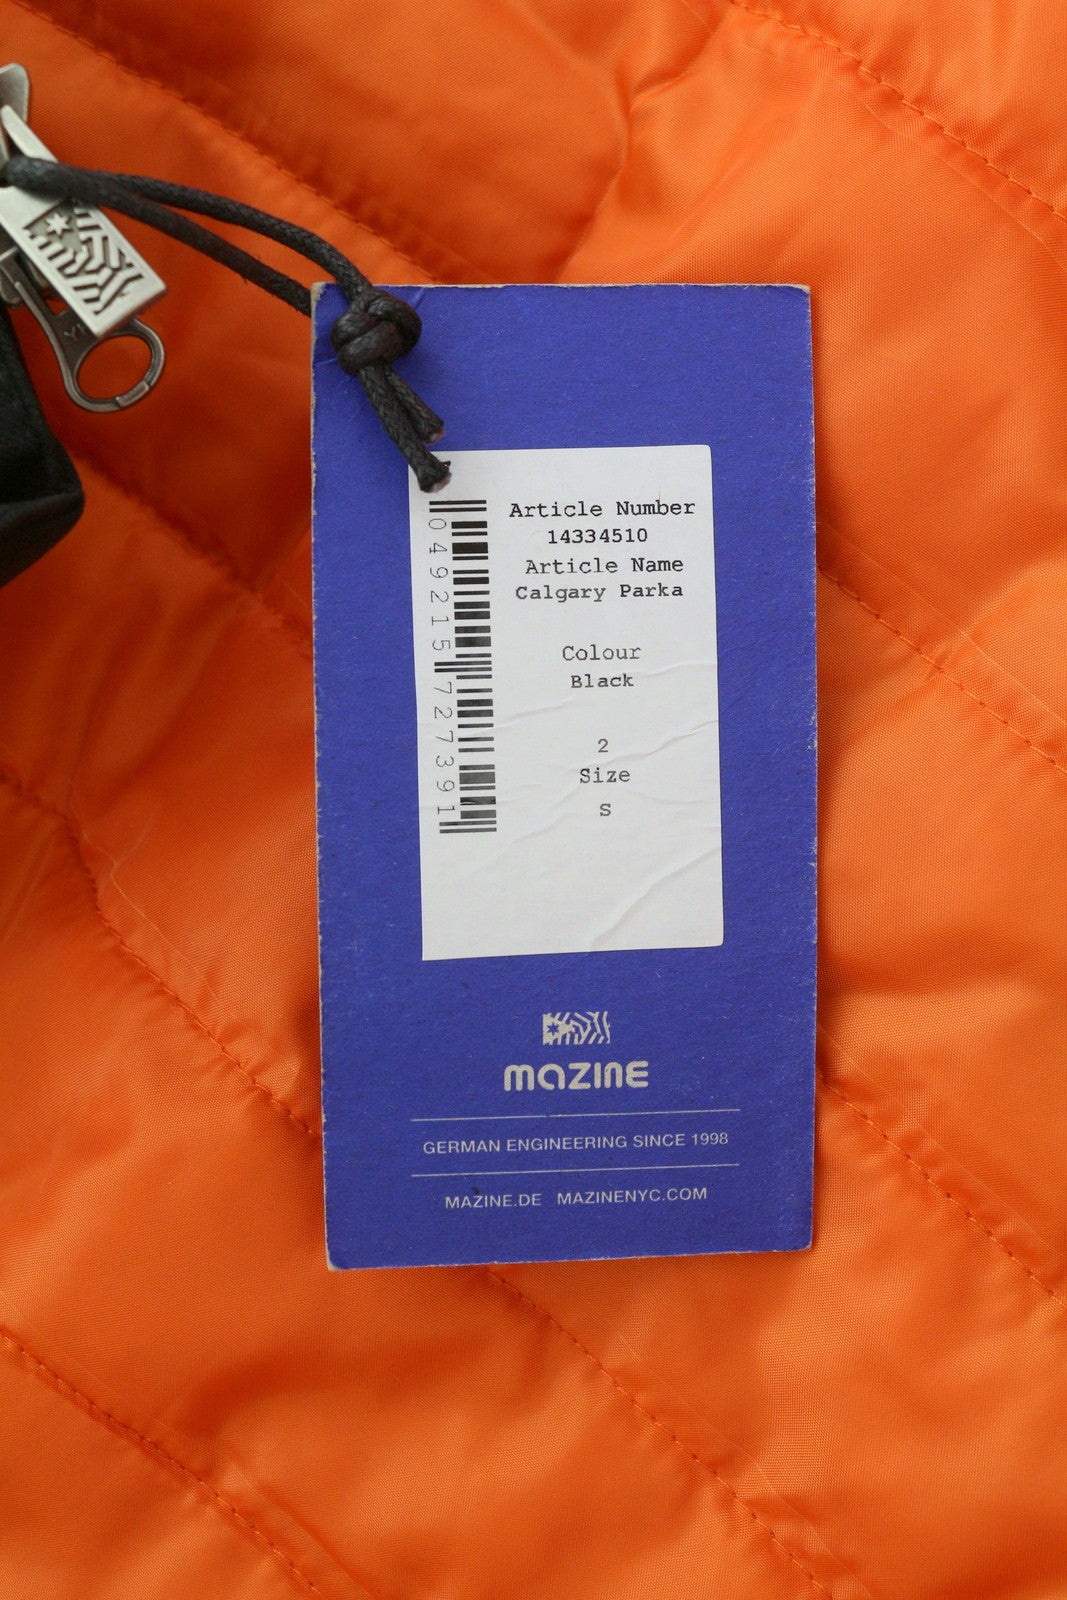 Article Number
14334510
Article Name
Calgary Parka
Colour
Black
2
Size
S
049215727391
mazine
GERMAN ENGINEERING SINCE 1998
MAZINE.DE MAZINENYC.COM